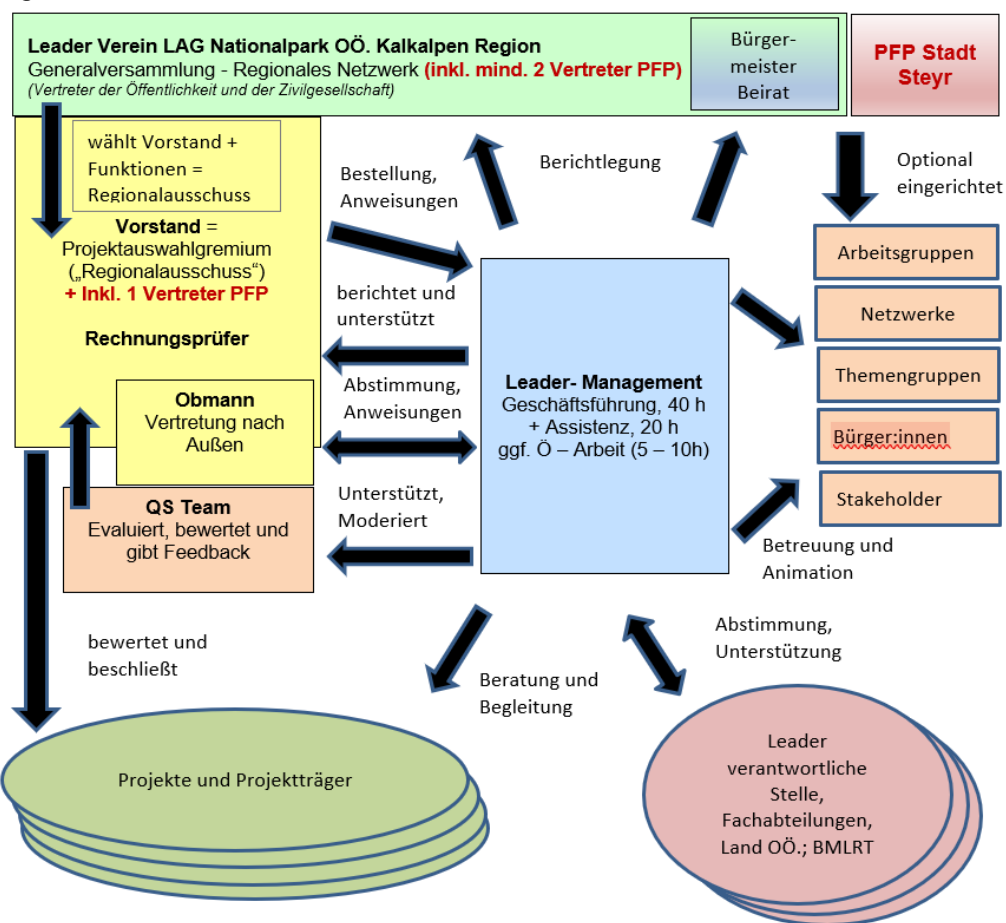 Leader Verein LAG Nationalpark OÖ. Kalkalpen Region
Generalversammlung - Regionales Netzwerk (inkl. mind. 2 Vertreter PFP)
(Vertreter der Öffentlichkeit und der Zivilgesellschaft)
Bürger-
meister
Beirat
PFP Stadt
Steyr
wählt Vorstand +
Funktionen =
Regionalausschuss
Vorstand =
Projektauswahlgremium
(„Regionalausschuss“)
+ Inkl. 1 Vertreter PFP
Rechnungsprüfer
Obmann
Vertretung nach
Außen
QS Team
Evaluiert, bewertet und
gibt Feedback
bewertet und
beschließt
Bestellung,
Anweisungen
berichtet und
unterstützt
Abstimmung,
Anweisungen
Unterstützt,
Moderiert
Berichtlegung
Leader- Management
Geschäftsführung, 40 h
+ Assistenz, 20 h
ggf. Ö – Arbeit (5 – 10h)
Optional
eingerichtet
Arbeitsgruppen
Netzwerke
Themengruppen
Bürger:innen
Stakeholder
Betreuung und
Animation
Beratung und
Begleitung
Abstimmung,
Unterstützung
Projekte und Projektträger
Leader
verantwortliche
Stelle,
Fachabteilungen,
Land OÖ.; BMLRT